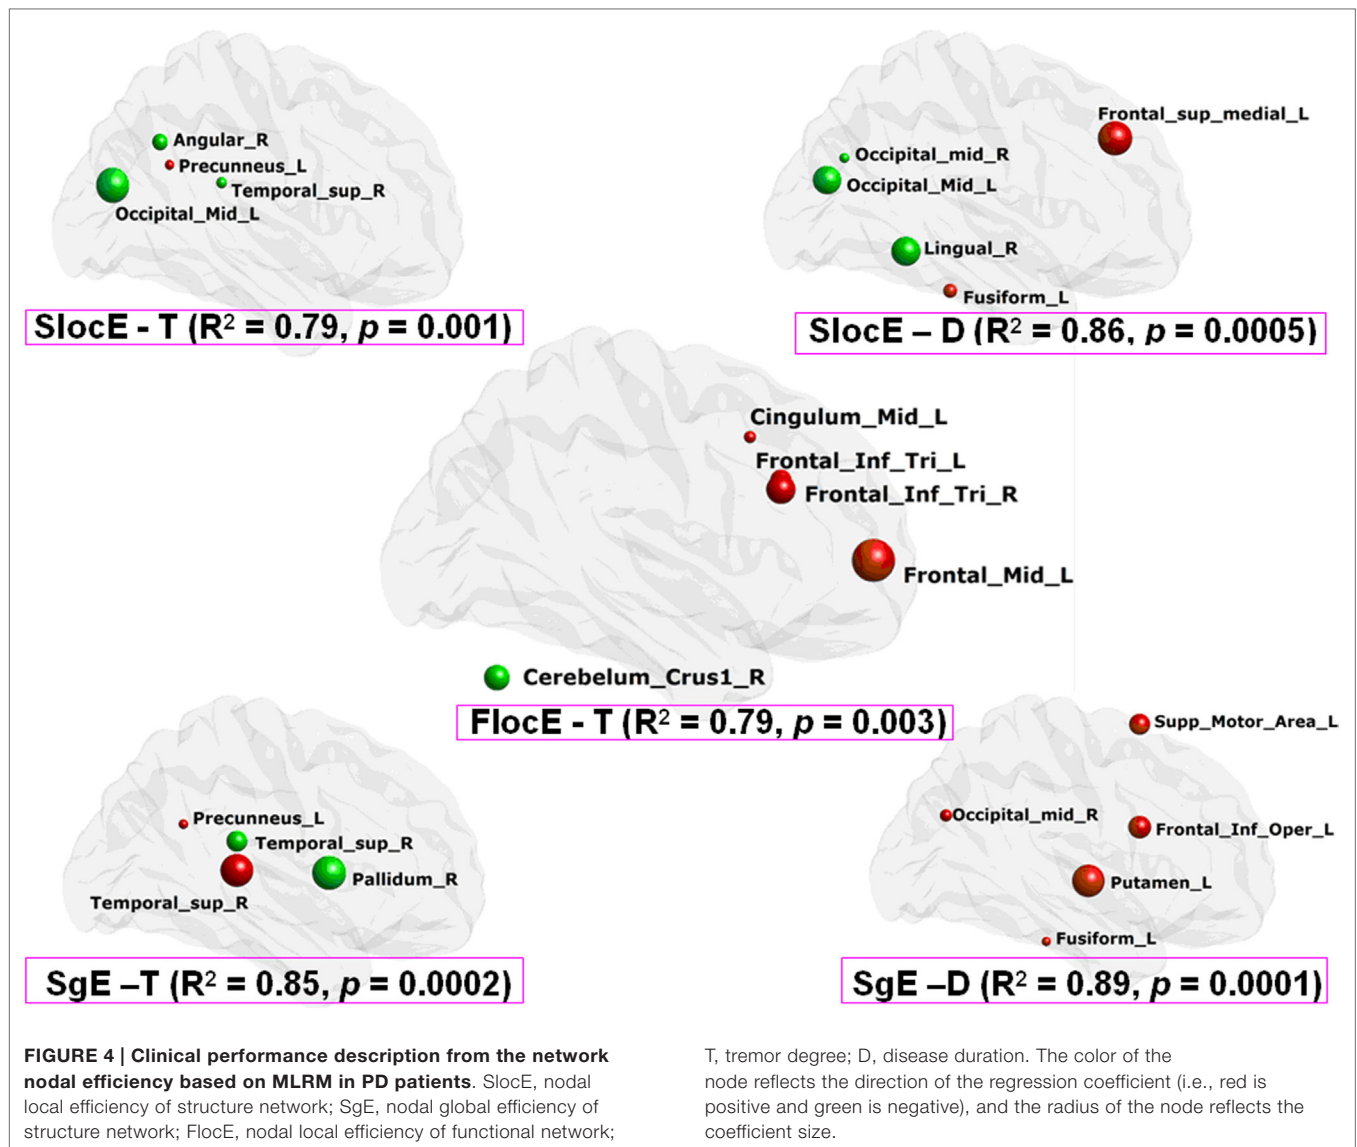 Angular_R
Precunneus_L
Temporal_sup_R
Occipital_Mid_L
SlocE - T (R² = 0.79, p = 0.001)
Frontal_sup_medial_L
Occipital_mid_R
Occipital_Mid_L
Lingual_R
Fusiform_L
SlocE – D (R² = 0.86, p = 0.0005)
Cingulum_Mid_L
Frontal_Inf_Tri_L
Frontal_Inf_Tri_R
Frontal_Mid_L
Cerebelum_Crus1_R
FlocE - T (R² = 0.79, p = 0.003)
Precunneus_L
Temporal_sup_R
Pallidum_R
Temporal_sup_R
SgE –T (R² = 0.85, p = 0.0002)
Supp_Motor_Area_L
Occipital_mid_R
Frontal_Inf_Oper_L
Putamen_L
Fusiform_L
SgE –D (R² = 0.89, p = 0.0001)
FIGURE 4 | Clinical performance description from the network
nodal efficiency based on MLRM in PD patients. SlocE, nodal
local efficiency of structure network; SgE, nodal global efficiency of
structure network; FlocE, nodal local efficiency of functional network;
T, tremor degree; D, disease duration. The color of the
node reflects the direction of the regression coefficient (i.e., red is
positive and green is negative), and the radius of the node reflects the
coefficient size.